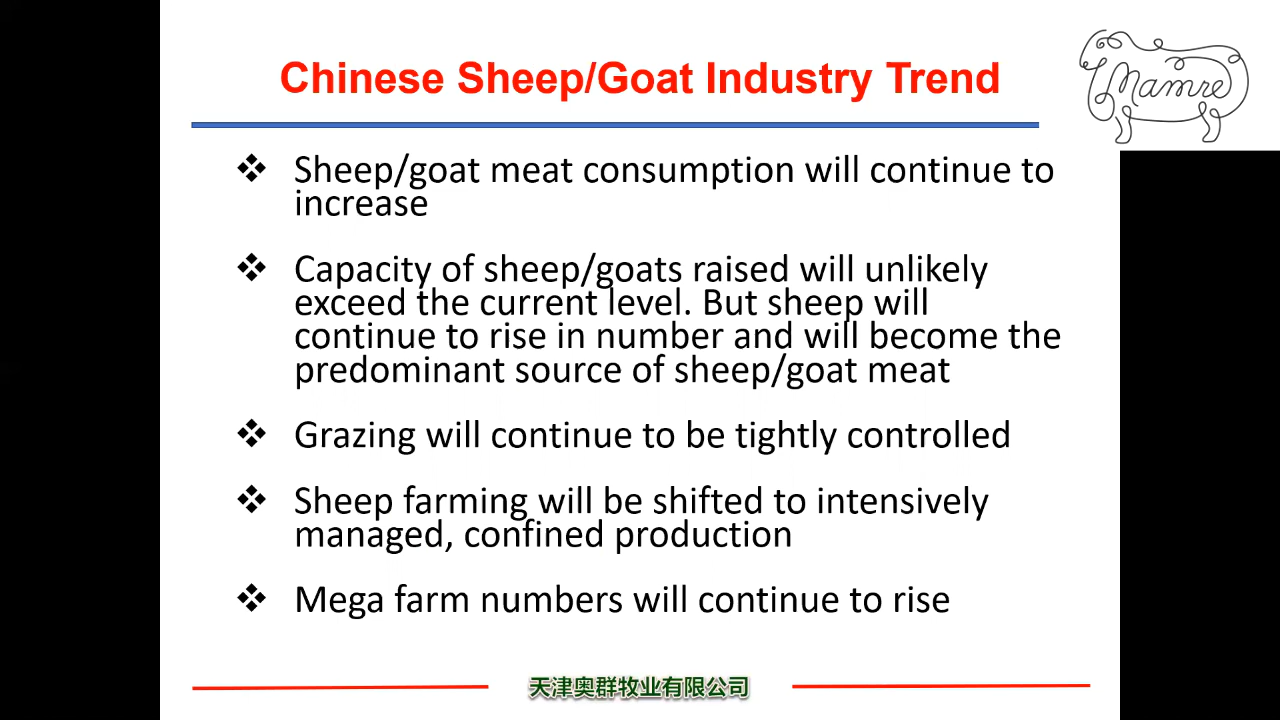 Chinese Sheep/Goat Industry Trend
Mamre
❖ Sheep/goat meat consumption will continue to
increase
❖ Capacity of sheep/goats raised will unlikely
exceed the current level. But sheep will
continue to rise in number and will become the
predominant source of sheep/goat meat
❖ Grazing will continue to be tightly controlled
❖ Sheep farming will be shifted to intensively
managed, confined production
❖ Mega farm numbers will continue to rise
天津奥群牧业有限公司